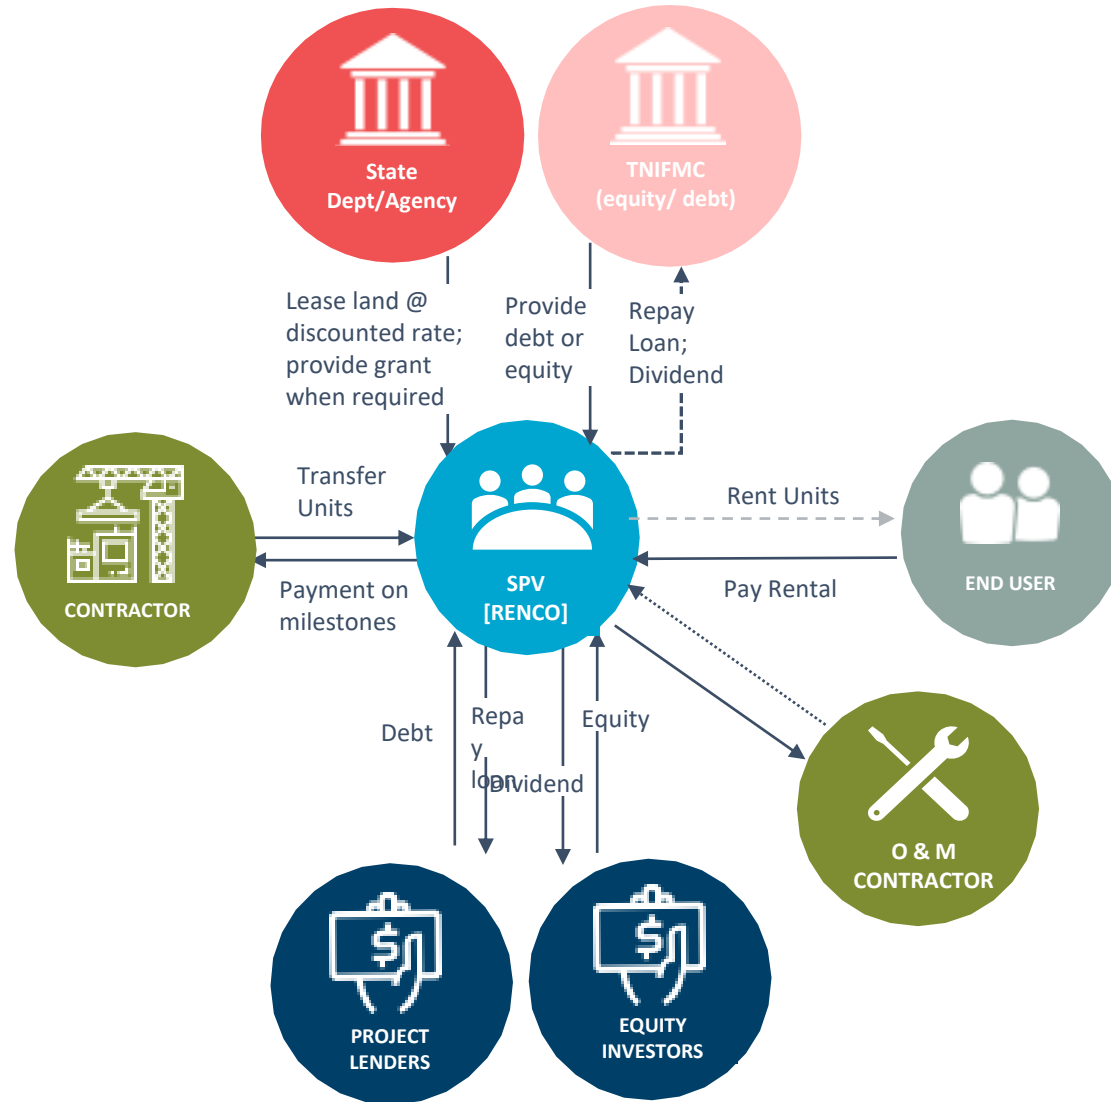 State
Dept/Agency
TNIFMC
(equity/ debt)
Lease land @
discounted rate;
provide grant
when required
Provide
debt or
equity
Repay
Loan;
Dividend
Transfer
Units
Rent Units
CONTRACTOR
SPV
[RENCO]
END USER
Payment on
milestones
Pay Rental
Debt
Repa
y
loan
Equity
Dividend
O & M
CONTRACTOR
$
$
PROJECT
LENDERS
EQUITY
INVESTORS